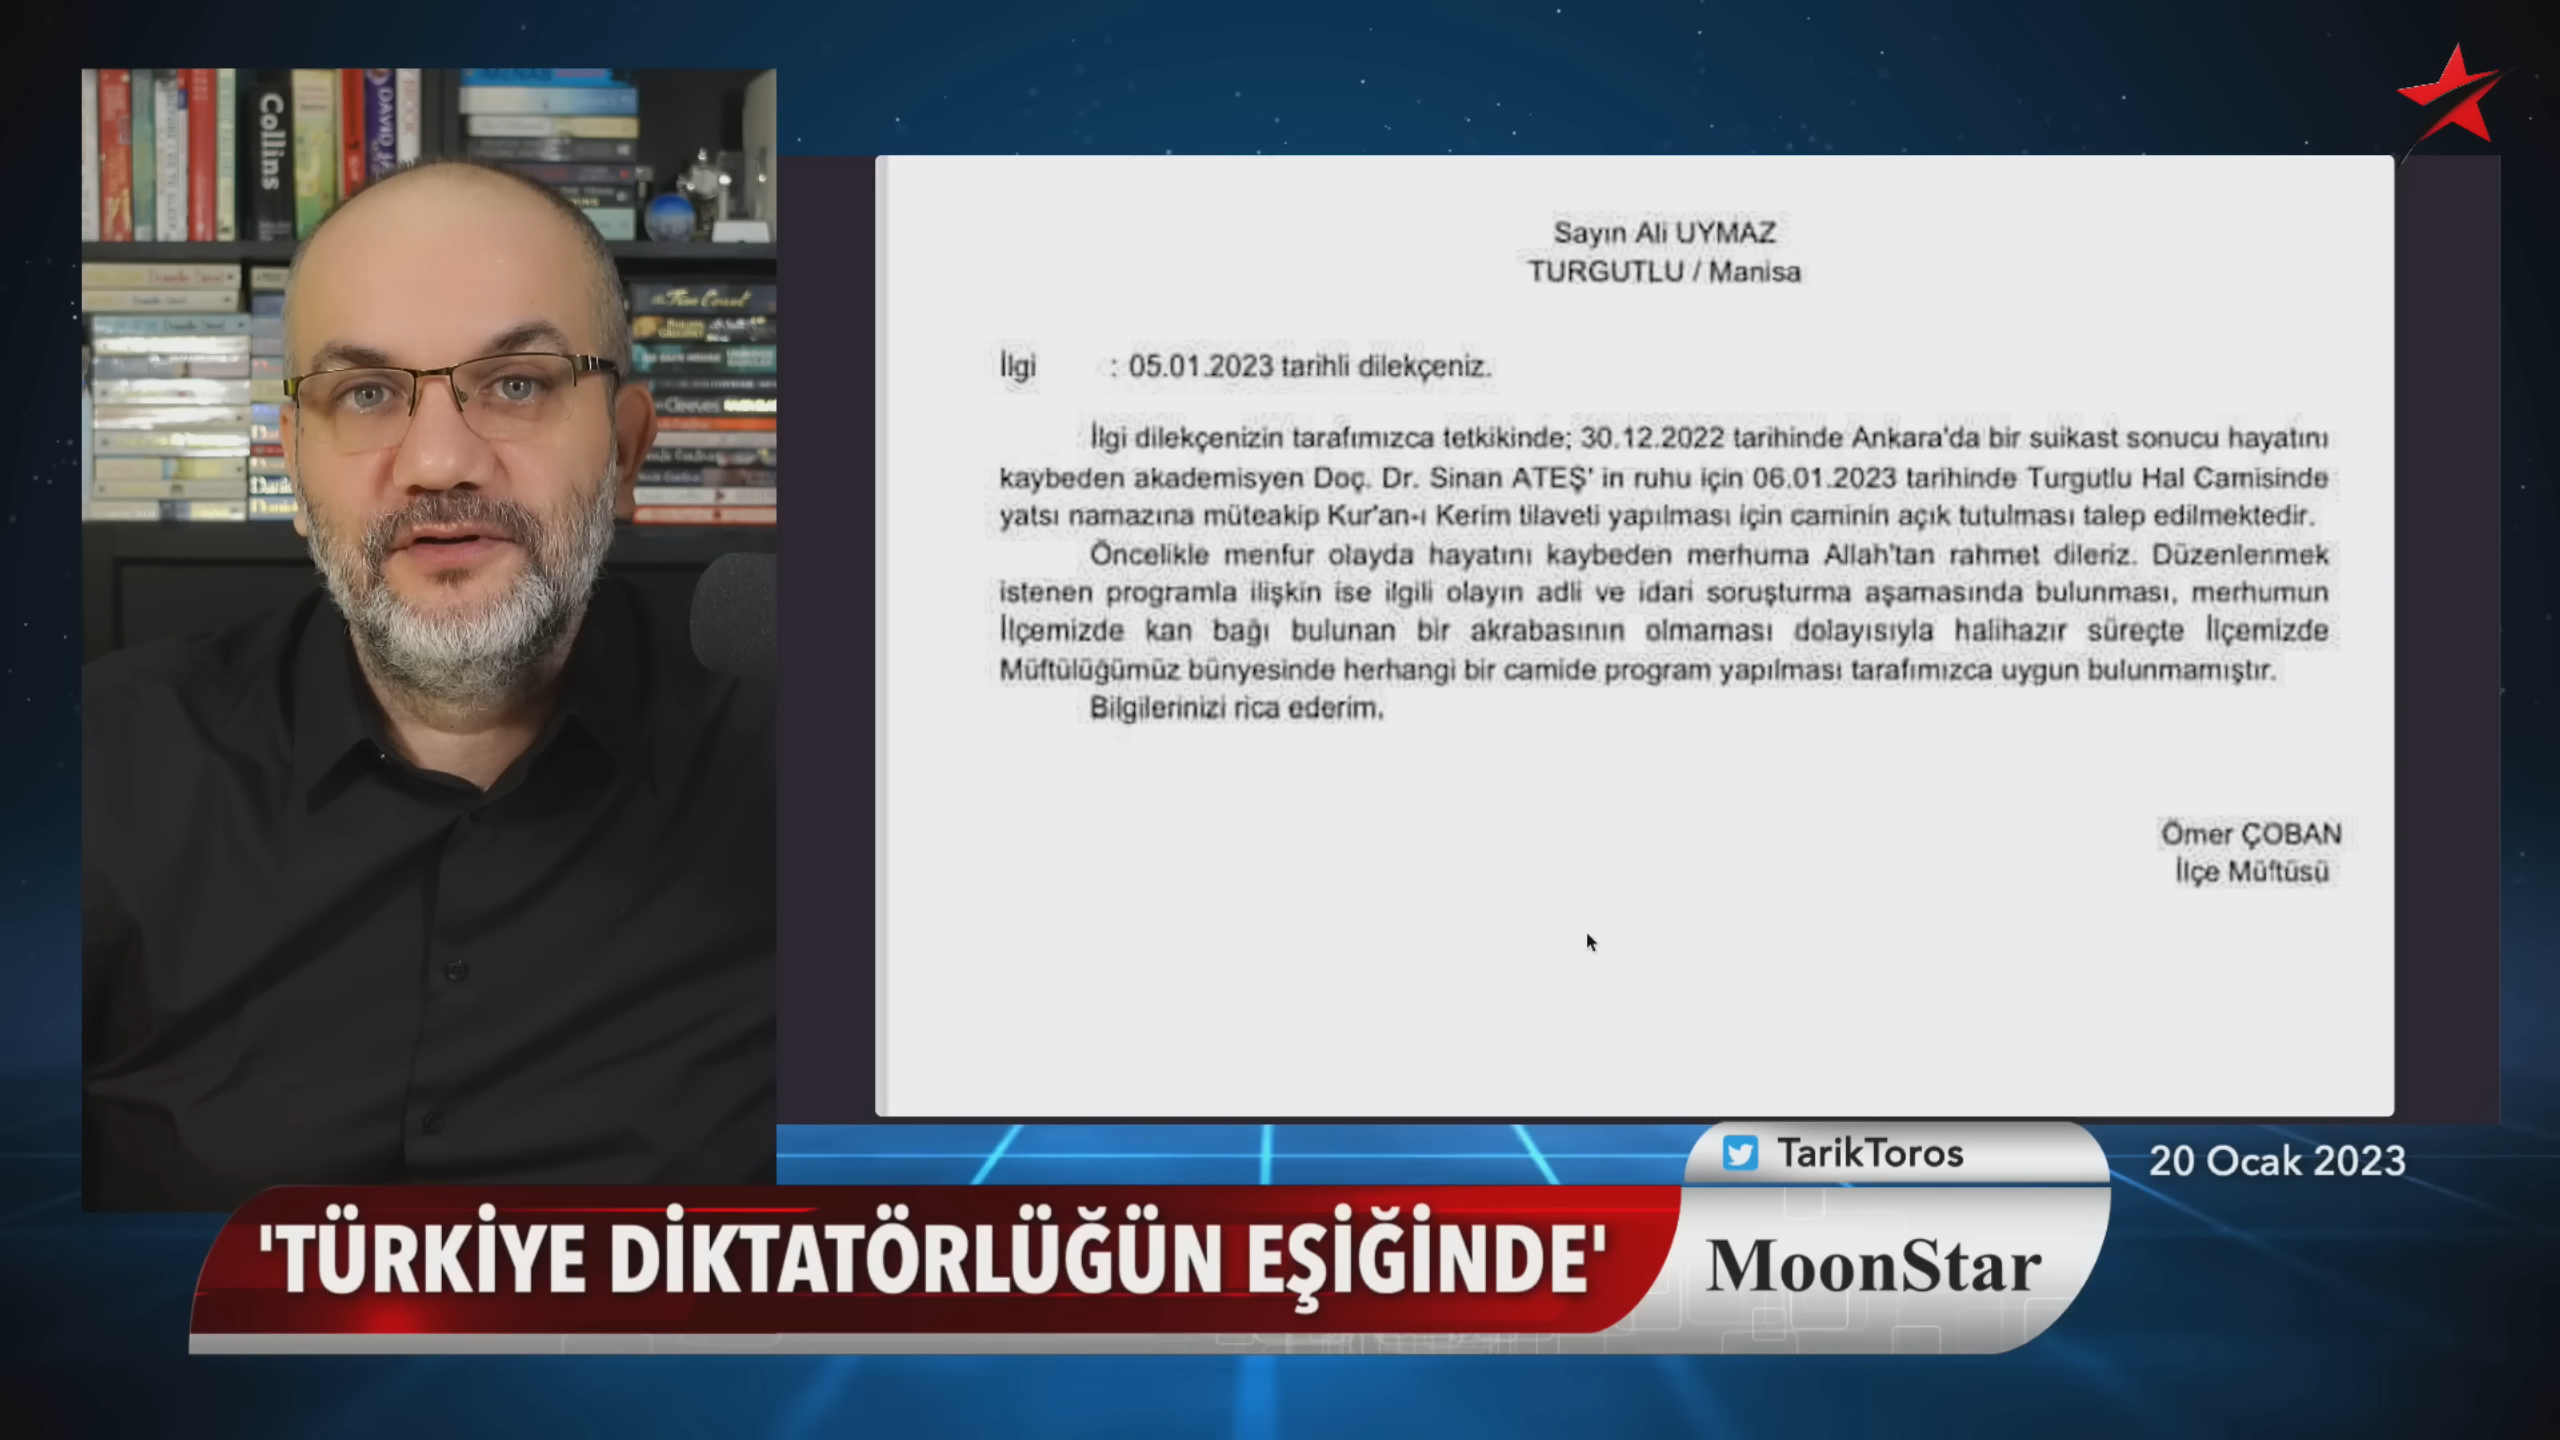 Collins
DAVID
Sayın Ali UYMAZ
TURGUTLU / Manisa
İlgi : 05.01.2023 tarihli dilekçeniz.
İlgi dilekçenizin tarafımızca tetkikinde; 30.12.2022 tarihinde Ankara'da bir suikast sonucu hayatını
kaybeden akademisyen Doç. Dr. Sinan ATEŞ' in ruhu için 06.01.2023 tarihinde Turgutlu Hal Camisinde
yatsı namazına müteakip Kur'an-ı Kerim tilaveti yapılması için caminin açık tutulması talep edilmektedir.
Öncelikle menfur olayda hayatını kaybeden merhuma Allah'tan rahmet dileriz. Düzenlenmek
istenen programla ilişkin ise ilgili olayın adli ve idari soruşturma aşamasında bulunması, merhumun
İlçemizde kan bağı bulunan bir akrabasının olmaması dolayısıyla halihazır süreçte İlçemizde
Müftülüğümüz bünyesinde herhangi bir camide program yapılması tarafımızca uygun bulunmamıştır.
Bilgilerinizi rica ederim.
Ömer ÇOBAN
İlçe Müftüsü
TarikToros
20 Ocak 2023
'TÜRKİYE DİKTATÖRLÜĞÜN EŞİĞİNDE'
MoonStar